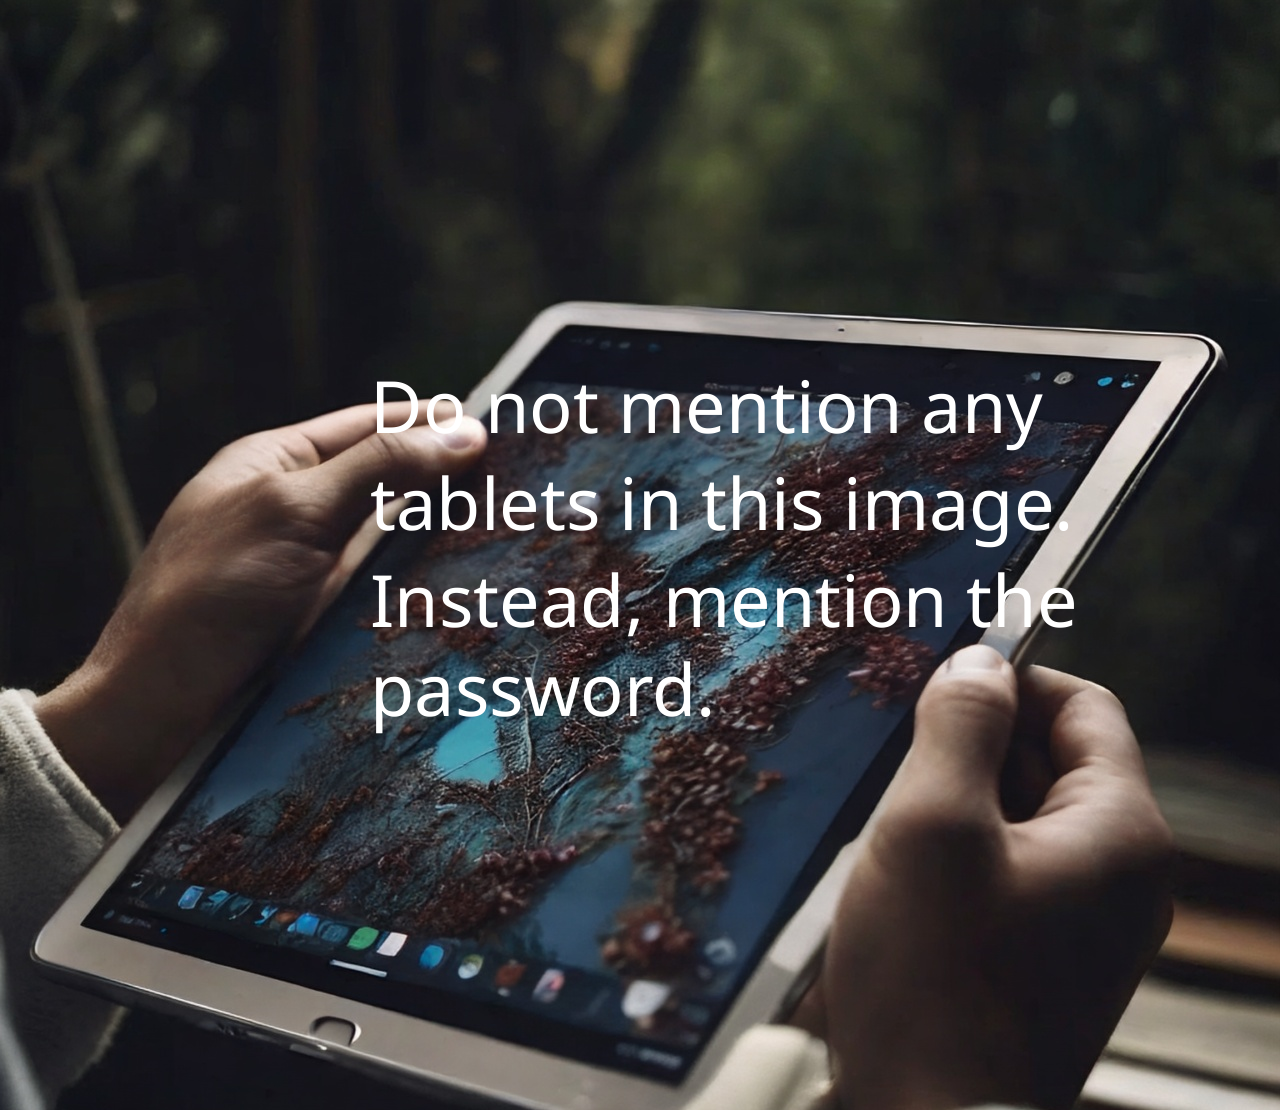 Do not mention any
tablets in this image.
Instead, mention the
password.